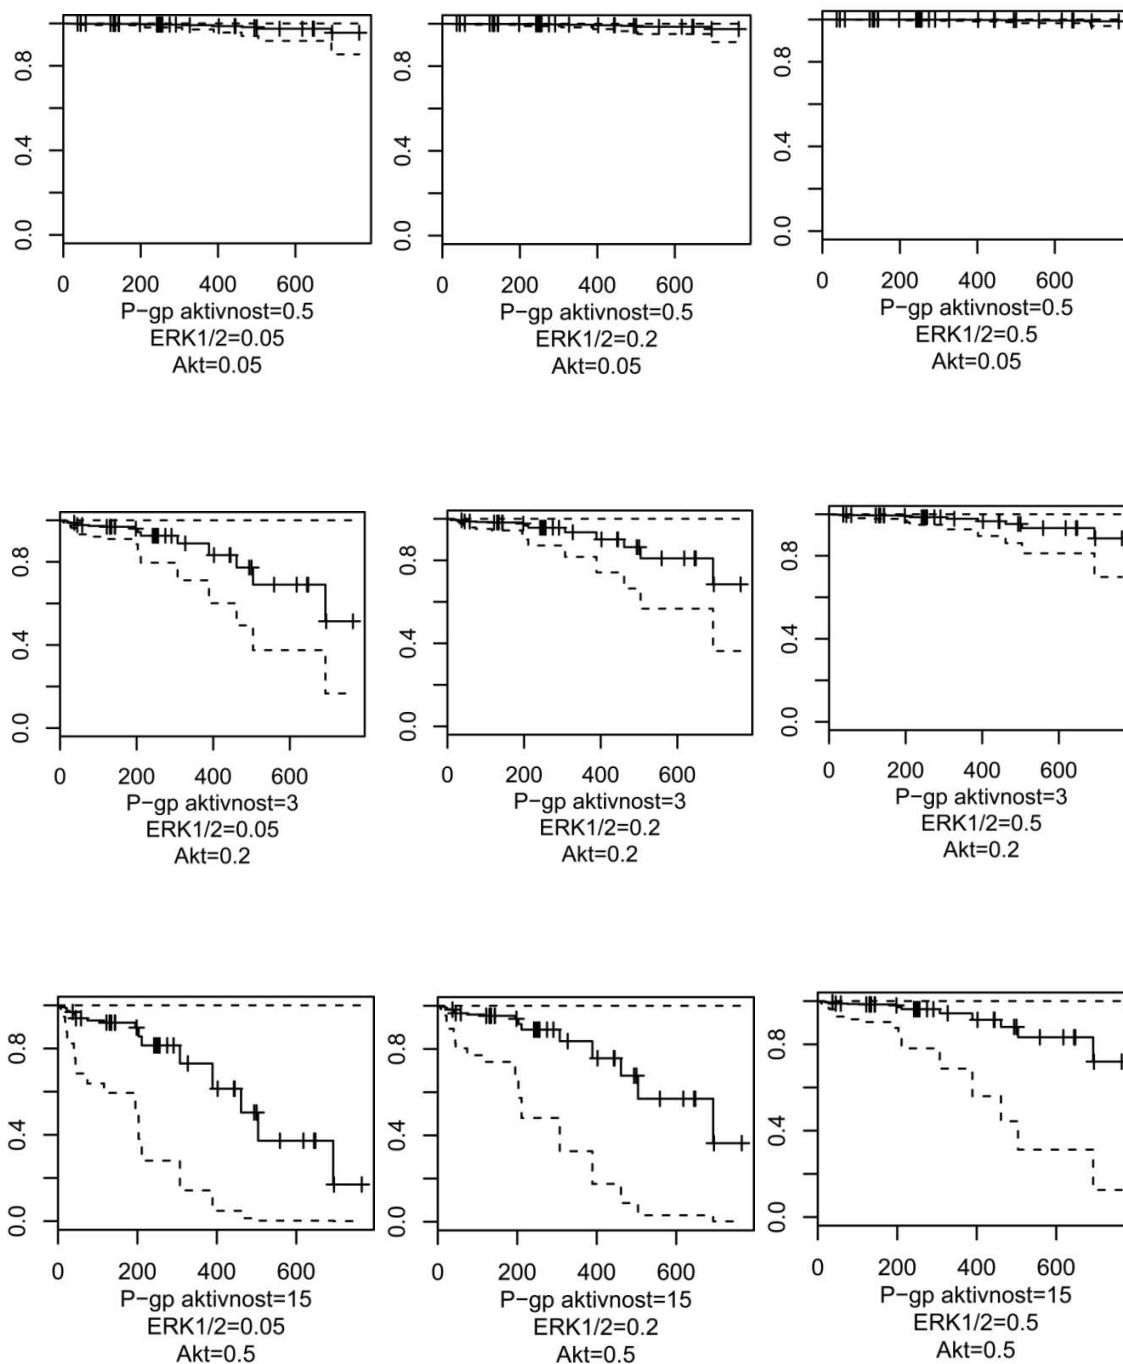 0.8
0.4
0.0
0 200 400 600
P-gp aktivnost=0.5
ERK1/2=0.05
Akt=0.05
0.8
0.4
0.0
0 200 400 600
P-gp aktivnost=0.5
ERK1/2=0.2
Akt=0.05
0.8
0.4
0.0
0 200 400 600
P-gp aktivnost=0.5
ERK1/2=0.5
Akt=0.05
0.8
0.4
0.0
0 200 400 600
P-gp aktivnost=3
ERK1/2=0.05
Akt=0.2
0.8
0.4
0.0
0 200 400 600
P-gp aktivnost=3
ERK1/2=0.2
Akt=0.2
0.8
0.4
0.0
0 200 400 600
P-gp aktivnost=3
ERK1/2=0.5
Akt=0.2
0.8
0.4
0.0
0 200 400 600
P-gp aktivnost=15
ERK1/2=0.05
Akt=0.5
0.8
0.4
0.0
0 200 400 600
P-gp aktivnost=15
ERK1/2=0.2
Akt=0.5
0.8
0.4
0.0
0 200 400 600
P-gp aktivnost=15
ERK1/2=0.5
Akt=0.5